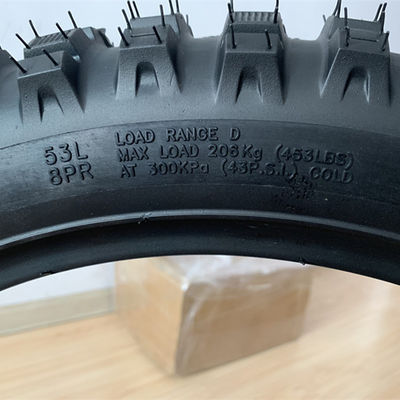 53L
8PR
LOAD RANGE D
MAX LOAD 206Kg (453LBS)
AT 300KPa (43P.S.I.) COLD